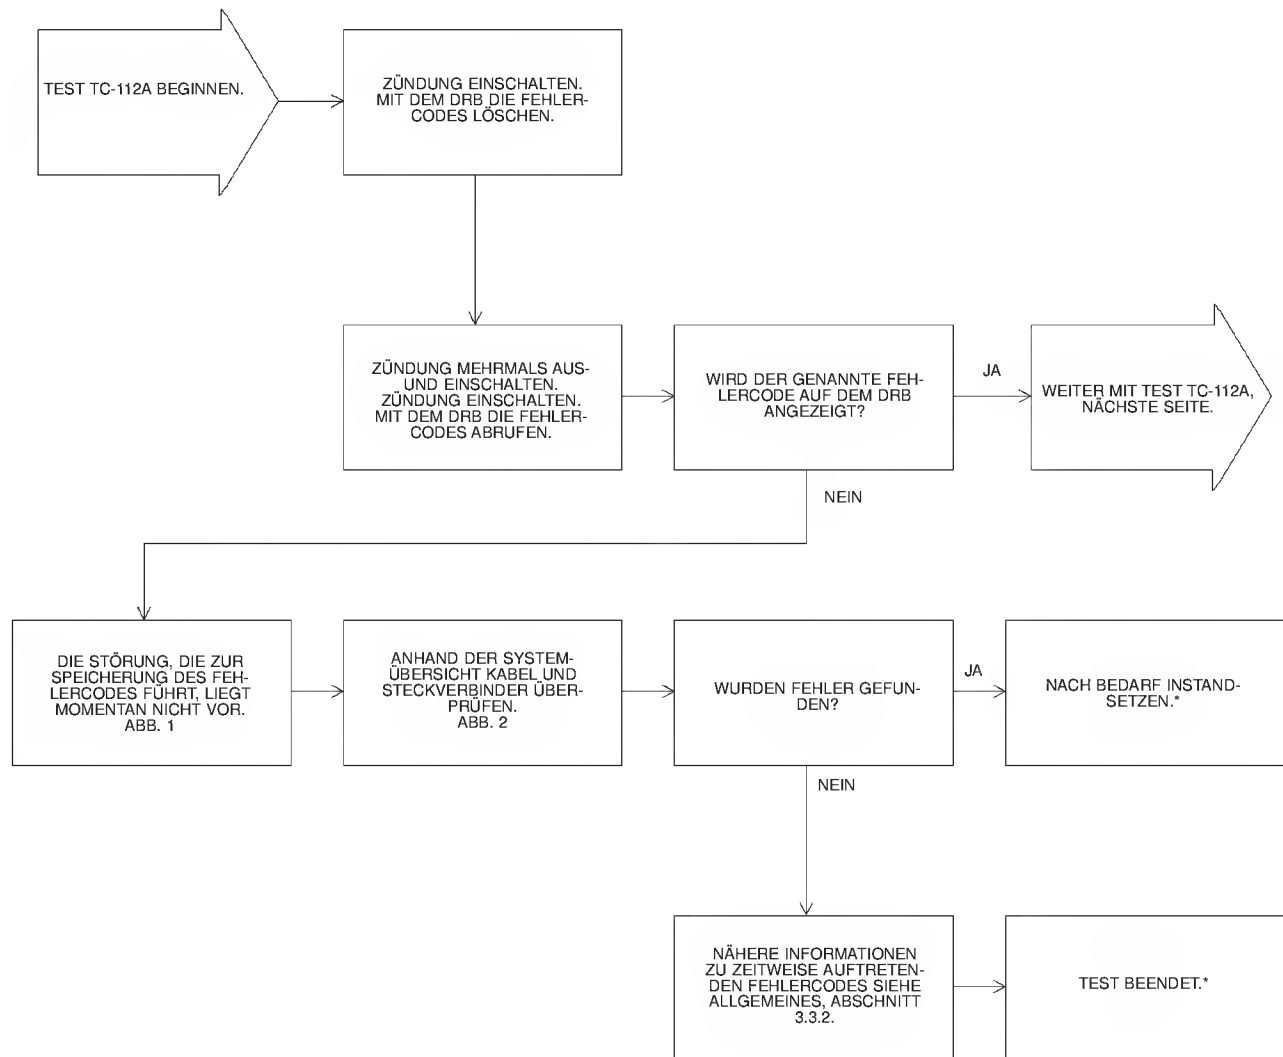 TEST TC-112A BEGINNEN.
ZÜNDUNG EINSCHALTEN.
MIT DEM DRB DIE FEHLER-
CODES LÖSCHEN.
ZÜNDUNG MEHRMALS AUS-
UND EINSCHALTEN.
ZÜNDUNG EINSCHALTEN.
MIT DEM DRB DIE FEHLER-
CODES ABRUFEN.
WIRD DER GENANNTE FEH-
LERCODE AUF DEM DRB
ANGEZEIGT?
JA
WEITER MIT TEST TC-112A,
NÄCHSTE SEITE.
NEIN
DIE STÖRUNG, DIE ZUR
SPEICHERUNG DES FEH-
LERCODES FÜHRT, LIEGT
MOMENTAN NICHT VOR.
ABB. 1
ANHAND DER SYSTEM-
ÜBERSICHT KABEL UND
STECKVERBINDER ÜBER-
PRÜFEN.
ABB. 2
WURDEN FEHLER GEFUN-
DEN?
JA
NACH BEDARF INSTAND-
SETZEN.*
NEIN
NÄHERE INFORMATIONEN
ZU ZEITWEISE AUFTRETEN-
DEN FEHLERCODES SIEHE
ALLGEMEINES, ABSCHNITT
3.3.2.
TEST BEENDET.*